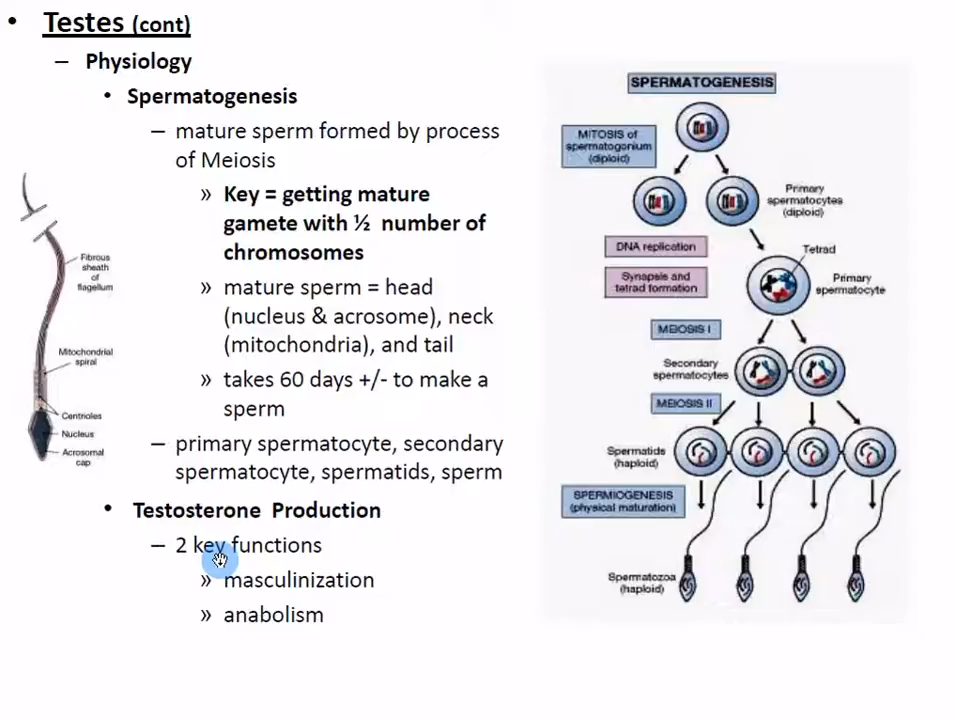 • Testes (cont)
– Physiology
• Spermatogenesis
– mature sperm formed by process
of Meiosis
» Key = getting mature
gamete with ½ number of
chromosomes
» mature sperm = head
(nucleus & acrosome), neck
(mitochondria), and tail
» takes 60 days +/- to make a
sperm
– primary spermatocyte, secondary
spermatocyte, spermatids, sperm
• Testosterone Production
– 2 key functions
» masculinization
» anabolism
Fibrous
sheath
of
flagellum
Mitochondrial
spiral
Centrioles
Nucleus
Acrosomal
cap
SPERMATOGENESIS
MITOSIS of
spermatogonium
(diploid)
Primary
spermatocytes
(diploid)
DNA replication
Tetrad
Synapsis and
tetrad formation
Primary
spermatocyte
MEIOSIS I
Secondary
spermatocytes
MEIOSIS II
Spermatids
(haploid)
SPERMIOGENESIS
(physical maturation)
Spermatozoa
(haploid)